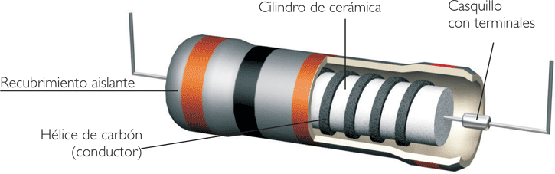 Cilindro de cerámica
Casquillo
con terminales
Recubrimiento aislante
Hélice de carbón
(conductor)